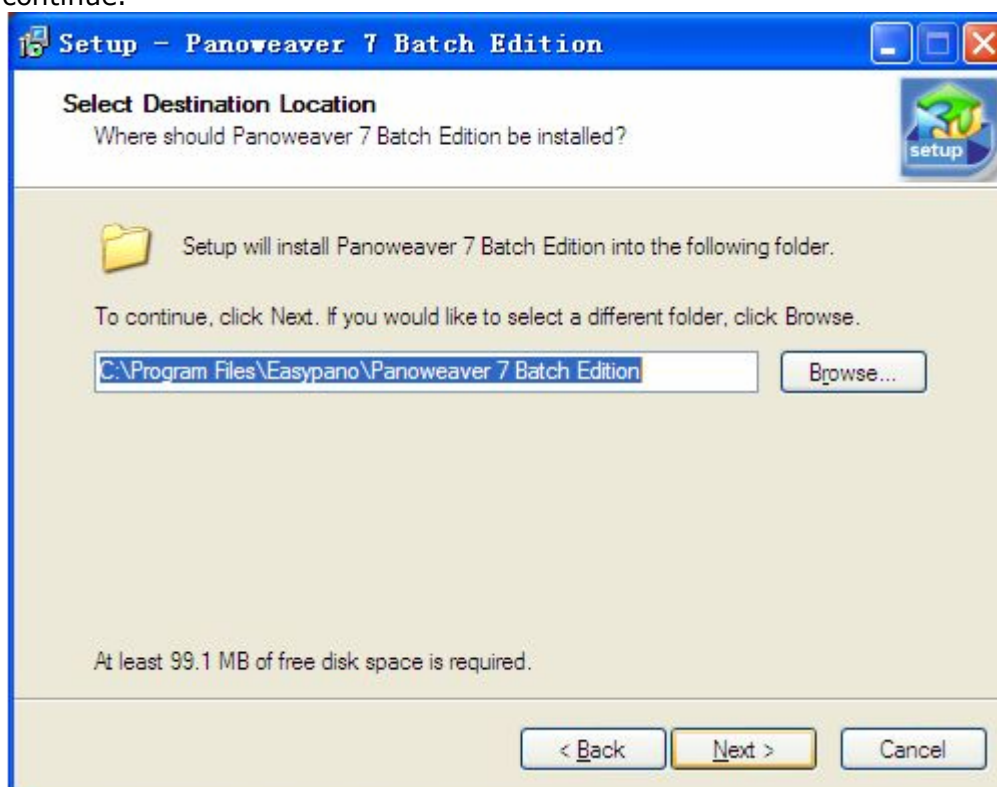 continue.
Setup - Panoweaver 7 Batch Edition
Select Destination Location
Where should Panoweaver 7 Batch Edition be installed?
setup
Setup will install Panoweaver 7 Batch Edition into the following folder.
To continue, click Next. If you would like to select a different folder, click Browse.
C:\Program Files\Easypano\Panoweaver 7 Batch Edition
Browse...
At least 99.1 MB of free disk space is required.
< Back
Next >
Cancel